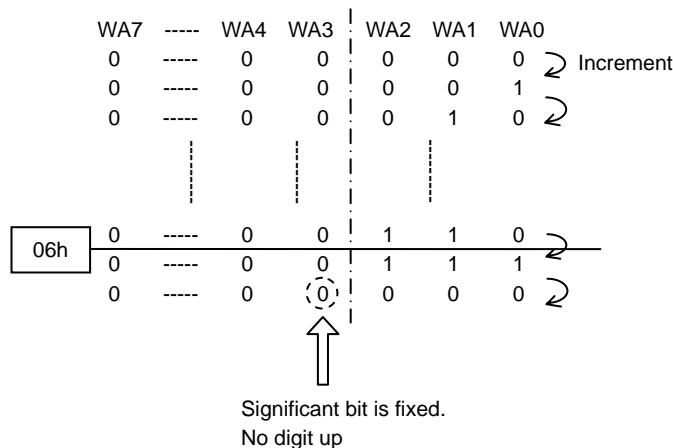 WA7 ----- WA4 WA3 WA2 WA1 WA0
0 ----- 0 0 0 0 0 Increment
0 ----- 0 0 0 0 1
0 ----- 0 0 0 1 0
0 ----- 0 0 1 1 0
06h
0 ----- 0 0 1 1 1
0 ----- 0 0 0 0 0
Significant bit is fixed.
No digit up